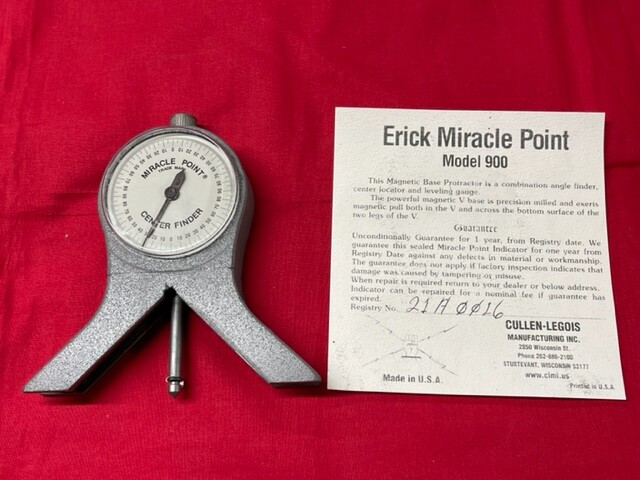 MIRACLE POINT®
TRADE MARK
CENTER FINDER
Erick Miracle Point
Model 900
This Magnetic Base Protractor is a combination angle finder,
center locator and leveling gauge.
The powerful magnetic V base is precision milled and exerts
magnetic pull both in the V and across the bottom surface of the
two legs of the V.
Guarantee
Unconditionally Guarantee for 1 year, from Registry date. We
guarantee this sealed Miracle Point Indicator for one year from
Registry Date against any defects in material or workmanship.
The guarantee does not apply if factory inspection indicates that
damage was caused by tampering or misuse.
When repair is required return to your dealer or below address.
Indicator can be repaired for a nominal fee if guarantee has
expired.
Registry No. 21A0016
CULLEN-LEGOIS
MANUFACTURING INC.
2850 Wisconsin St.
Phone 262-886-2100
STURTEVANT, WISCONSIN 53177
www.cimi.us
Made in U.S.A.
Printed in U.S.A.